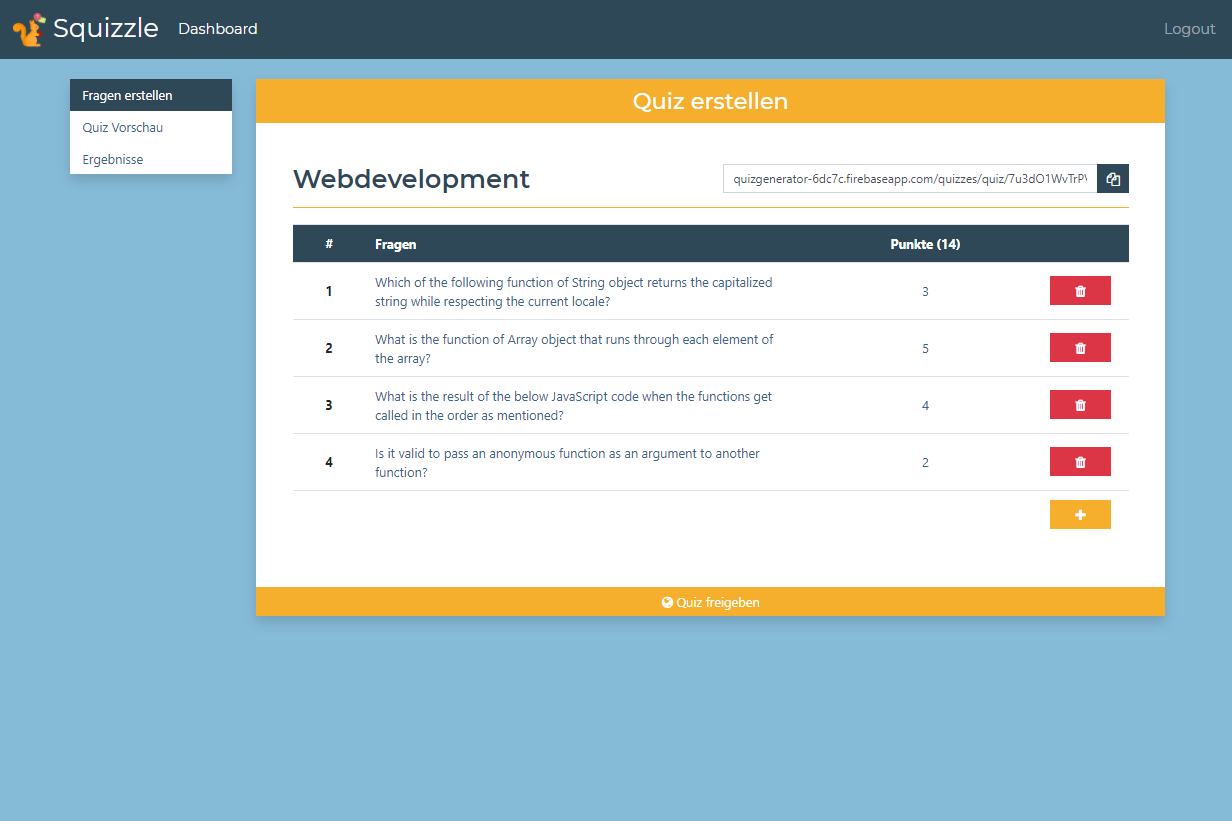 Squizzle
Dashboard
Logout
Fragen erstellen
Quiz Vorschau
Ergebnisse
Quiz erstellen
Webdevelopment
quizgenerator-6dc7c.firebaseapp.com/quizzes/quiz/7u3dO1WvTrPV
# Fragen Punkte (14)
1 Which of the following function of String object returns the capitalized
string while respecting the current locale?
3
2 What is the function of Array object that runs through each element of
the array?
5
3 What is the result of the below JavaScript code when the functions get
called in the order as mentioned?
4
4 Is it valid to pass an anonymous function as an argument to another
function?
2
Quiz freigeben